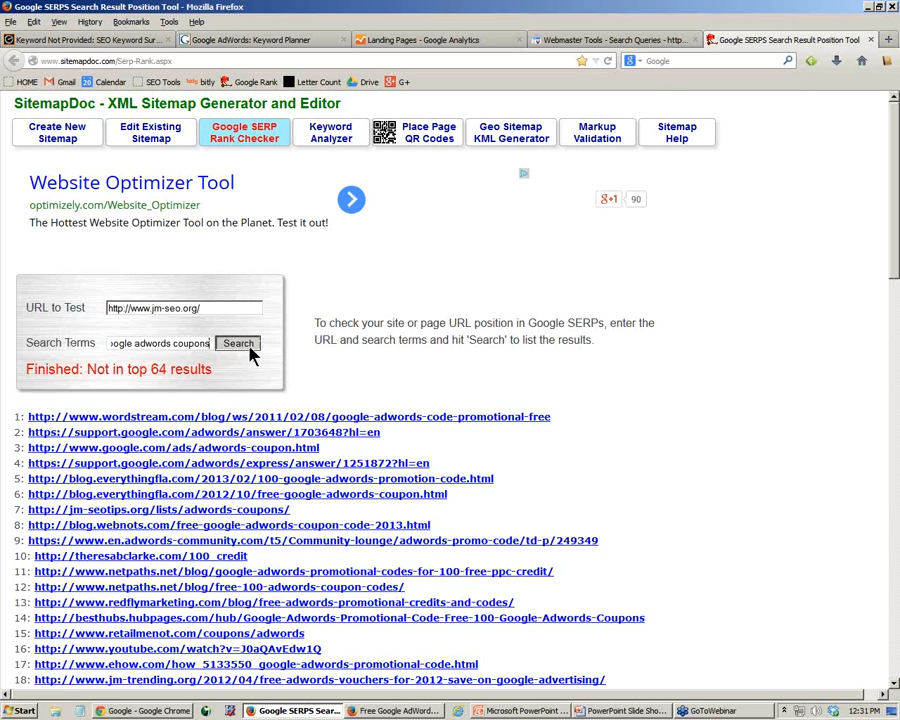 Google SERPS Search Result Position Tool - Mozilla Firefox
File Edit View History Bookmarks Tools Help
Keyword Not Provided: SEO Keyword Sur... × Google AdWords: Keyword Planner × Landing Pages - Google Analytics × Webmaster Tools - Search Queries - http... × Google SERPS Search Result Position Tool × +
www.sitemapdoc.com/Serp-Rank.aspx Google
HOME Gmail 20 Calendar SEO Tools bitly Google Rank Letter Count Drive G+
SitemapDoc - XML Sitemap Generator and Editor
Create New Sitemap
Edit Existing Sitemap
Google SERP Rank Checker
Keyword Analyzer
Place Page QR Codes
Geo Sitemap KML Generator
Markup Validation
Sitemap Help
Website Optimizer Tool
optimizely.com/Website_Optimizer
The Hottest Website Optimizer Tool on the Planet. Test it out!
g+1 90
URL to Test http://www.jm-seo.org/
Search Terms oogle adwords coupons Search
Finished: Not in top 64 results
To check your site or page URL position in Google SERPs, enter the
URL and search terms and hit 'Search' to list the results.
1: http://www.wordstream.com/blog/ws/2011/02/08/google-adwords-code-promotional-free
2: https://support.google.com/adwords/answer/1703648?hl=en
3: http://www.google.com/ads/adwords-coupon.html
4: https://support.google.com/adwords/express/answer/1251872?hl=en
5: http://blog.everythingfla.com/2013/02/100-google-adwords-promotion-code.html
6: http://blog.everythingfla.com/2012/10/free-google-adwords-coupon.html
7: http://jm-seotips.org/lists/adwords-coupons/
8: http://blog.webnots.com/free-google-adwords-coupon-code-2013.html
9: https://www.en.adwords-community.com/t5/Community-lounge/adwords-promo-code/td-p/249349
10: http://theresabclarke.com/100_credit
11: http://www.netpaths.net/blog/google-adwords-promotional-codes-for-100-free-ppc-credit/
12: http://www.netpaths.net/blog/free-100-adwords-coupon-codes/
13: http://www.redflymarketing.com/blog/free-adwords-promotional-credits-and-codes/
14: http://besthubs.hubpages.com/hub/Google-Adwords-Promotional-Code-Free-100-Google-Adwords-Coupons
15: http://www.retailmenot.com/coupons/adwords
16: http://www.youtube.com/watch?v=J0aQAvEdw1Q
17: http://www.ehow.com/how_5133550_google-adwords-promotional-code.html
18: http://www.jm-trending.org/2012/04/free-adwords-vouchers-for-2012-save-on-google-advertising/
Start Google - Google Chrome Google SERPS Sear... Free Google AdWor... Microsoft PowerPoint ... PowerPoint Slide Sho... GoToWebinar 12:31 PM